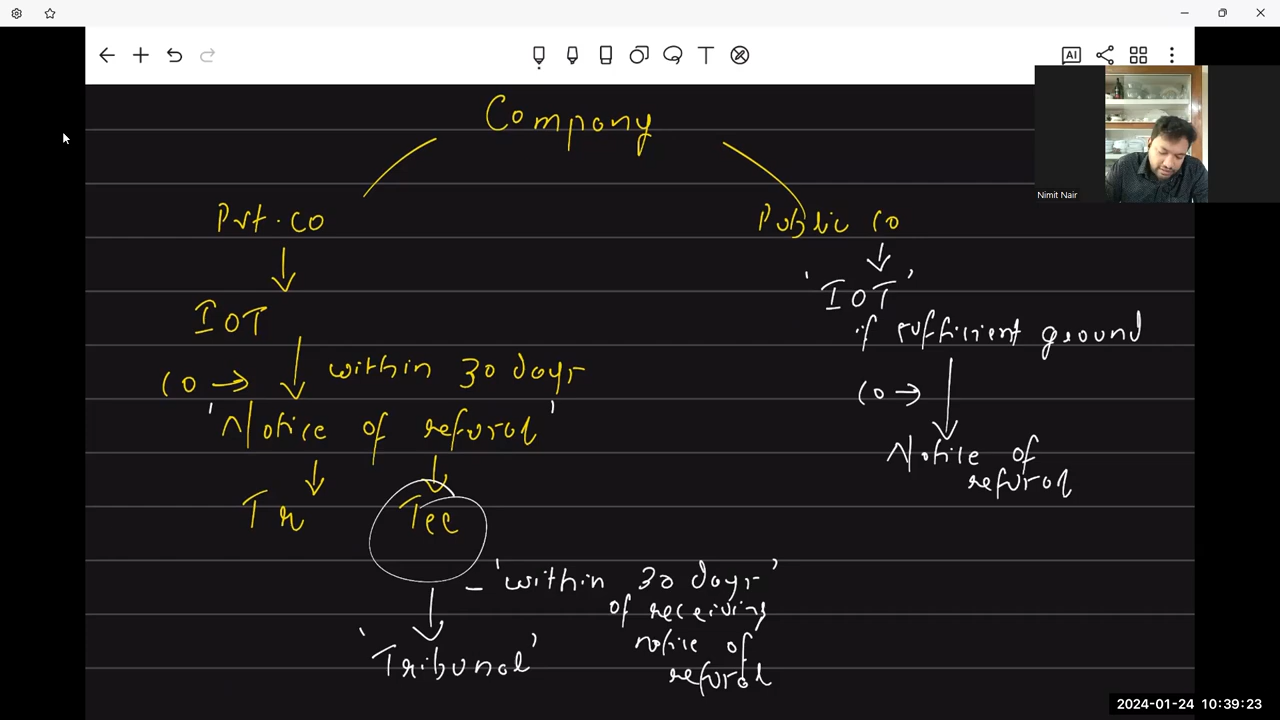 AI
Company
Nimit Nair
Pvt. co
Public co
'IOT'
IOT
if sufficient ground
within 30 days
co →
co →
'Notice of refusal'
Notice of
refusal
Tr
Tee
- 'within 30 days'
of receiving
notice of
refusal
'Tribunal'
2024-01-24 10:39:23